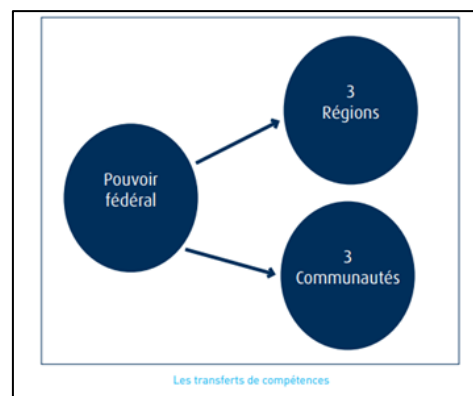 3
Régions
Pouvoir
fédéral
3
Communautés
Les transferts de compétences